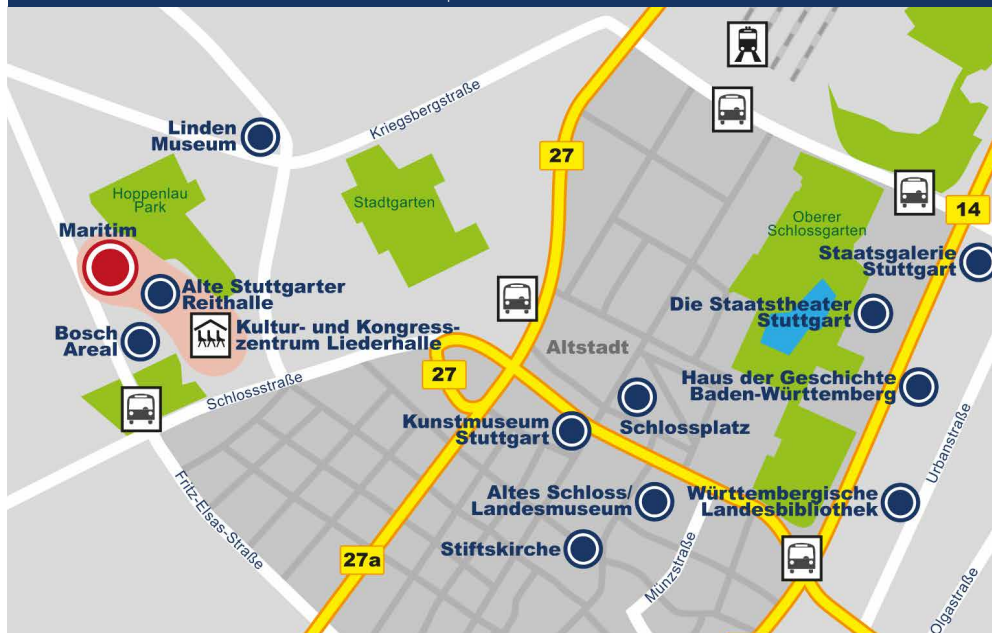 Kriegsbergstraße
27
Linden
Museum
Hoppenlau
Park
Stadtgarten
Oberer
Schlossgarten
14
Maritim
Staatsgalerie
Stuttgart
Alte Stuttgarter
Reithalle
Die Staatstheater
Stuttgart
Bosch
Areal
Kultur- und Kongress-
zentrum Liederhalle
Altstadt
Schlossstraße
27
Haus der Geschichte
Baden-Württemberg
Kunstmuseum
Stuttgart
Schlossplatz
Urbanstraße
Fritz-Elsas-Straße
Altes Schloss/
Landesmuseum
Württembergische
Landesbibliothek
Stiftskirche
27a
Münzstraße
Olgastraße